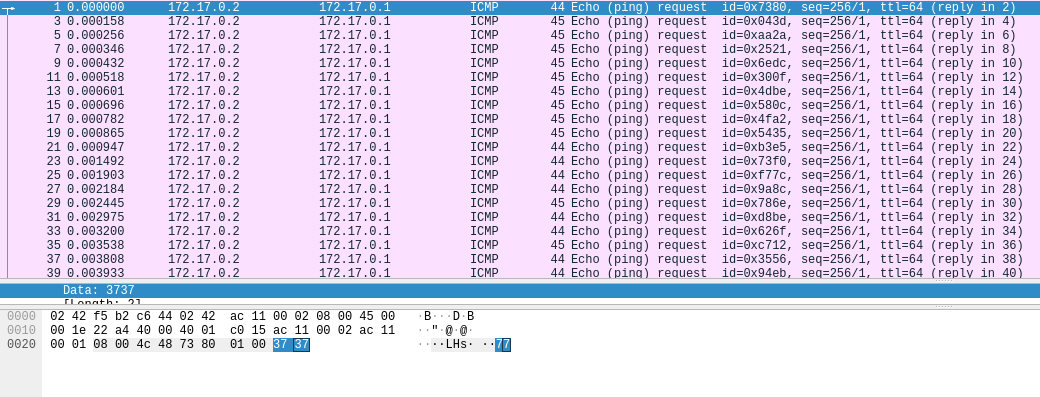 1 0.000000 172.17.0.2 172.17.0.1 ICMP 44 Echo (ping) request id=0x7380, seq=256/1, ttl=64 (reply in 2)
3 0.000158 172.17.0.2 172.17.0.1 ICMP 44 Echo (ping) request id=0x043d, seq=256/1, ttl=64 (reply in 4)
5 0.000256 172.17.0.2 172.17.0.1 ICMP 45 Echo (ping) request id=0xaa2a, seq=256/1, ttl=64 (reply in 6)
7 0.000346 172.17.0.2 172.17.0.1 ICMP 45 Echo (ping) request id=0x2521, seq=256/1, ttl=64 (reply in 8)
9 0.000432 172.17.0.2 172.17.0.1 ICMP 45 Echo (ping) request id=0x6edc, seq=256/1, ttl=64 (reply in 10)
11 0.000518 172.17.0.2 172.17.0.1 ICMP 45 Echo (ping) request id=0x300f, seq=256/1, ttl=64 (reply in 12)
13 0.000601 172.17.0.2 172.17.0.1 ICMP 45 Echo (ping) request id=0x4dbe, seq=256/1, ttl=64 (reply in 14)
15 0.000696 172.17.0.2 172.17.0.1 ICMP 45 Echo (ping) request id=0x580c, seq=256/1, ttl=64 (reply in 16)
17 0.000782 172.17.0.2 172.17.0.1 ICMP 45 Echo (ping) request id=0x4fa2, seq=256/1, ttl=64 (reply in 18)
19 0.000865 172.17.0.2 172.17.0.1 ICMP 45 Echo (ping) request id=0x5435, seq=256/1, ttl=64 (reply in 20)
21 0.000947 172.17.0.2 172.17.0.1 ICMP 44 Echo (ping) request id=0xb3e5, seq=256/1, ttl=64 (reply in 22)
23 0.001492 172.17.0.2 172.17.0.1 ICMP 44 Echo (ping) request id=0x73f0, seq=256/1, ttl=64 (reply in 24)
25 0.001903 172.17.0.2 172.17.0.1 ICMP 44 Echo (ping) request id=0xf77c, seq=256/1, ttl=64 (reply in 26)
27 0.002184 172.17.0.2 172.17.0.1 ICMP 44 Echo (ping) request id=0x9a8c, seq=256/1, ttl=64 (reply in 28)
29 0.002445 172.17.0.2 172.17.0.1 ICMP 45 Echo (ping) request id=0x786e, seq=256/1, ttl=64 (reply in 30)
31 0.002975 172.17.0.2 172.17.0.1 ICMP 44 Echo (ping) request id=0xd8be, seq=256/1, ttl=64 (reply in 32)
33 0.003200 172.17.0.2 172.17.0.1 ICMP 44 Echo (ping) request id=0x626f, seq=256/1, ttl=64 (reply in 34)
35 0.003538 172.17.0.2 172.17.0.1 ICMP 45 Echo (ping) request id=0xc712, seq=256/1, ttl=64 (reply in 36)
37 0.003808 172.17.0.2 172.17.0.1 ICMP 44 Echo (ping) request id=0x3556, seq=256/1, ttl=64 (reply in 38)
39 0.003933 172.17.0.2 172.17.0.1 ICMP 44 Echo (ping) request id=0x94eb, seq=256/1, ttl=64 (reply in 40)
Data: 3737
[Length: 2]
0000 02 42 f5 b2 c6 44 02 42 ac 11 00 02 08 00 45 00 ·B···D·B
0010 00 1e 22 a4 40 00 40 01 c0 15 ac 11 00 02 ac 11 ··"·@·@·
0020 00 01 08 00 4c 48 73 80 01 00 37 37 ····LHs· ··77